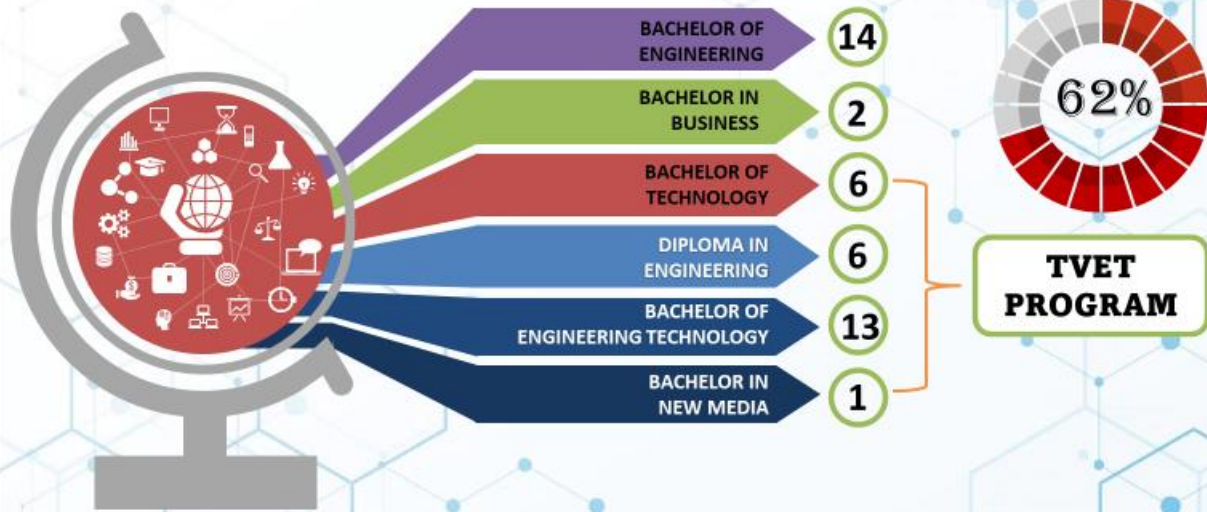 BACHELOR OF
ENGINEERING
14
BACHELOR IN
BUSINESS
2
BACHELOR OF
TECHNOLOGY
6
DIPLOMA IN
ENGINEERING
6
BACHELOR OF
ENGINEERING TECHNOLOGY
13
BACHELOR IN
NEW MEDIA
1
62%
TVET
PROGRAM